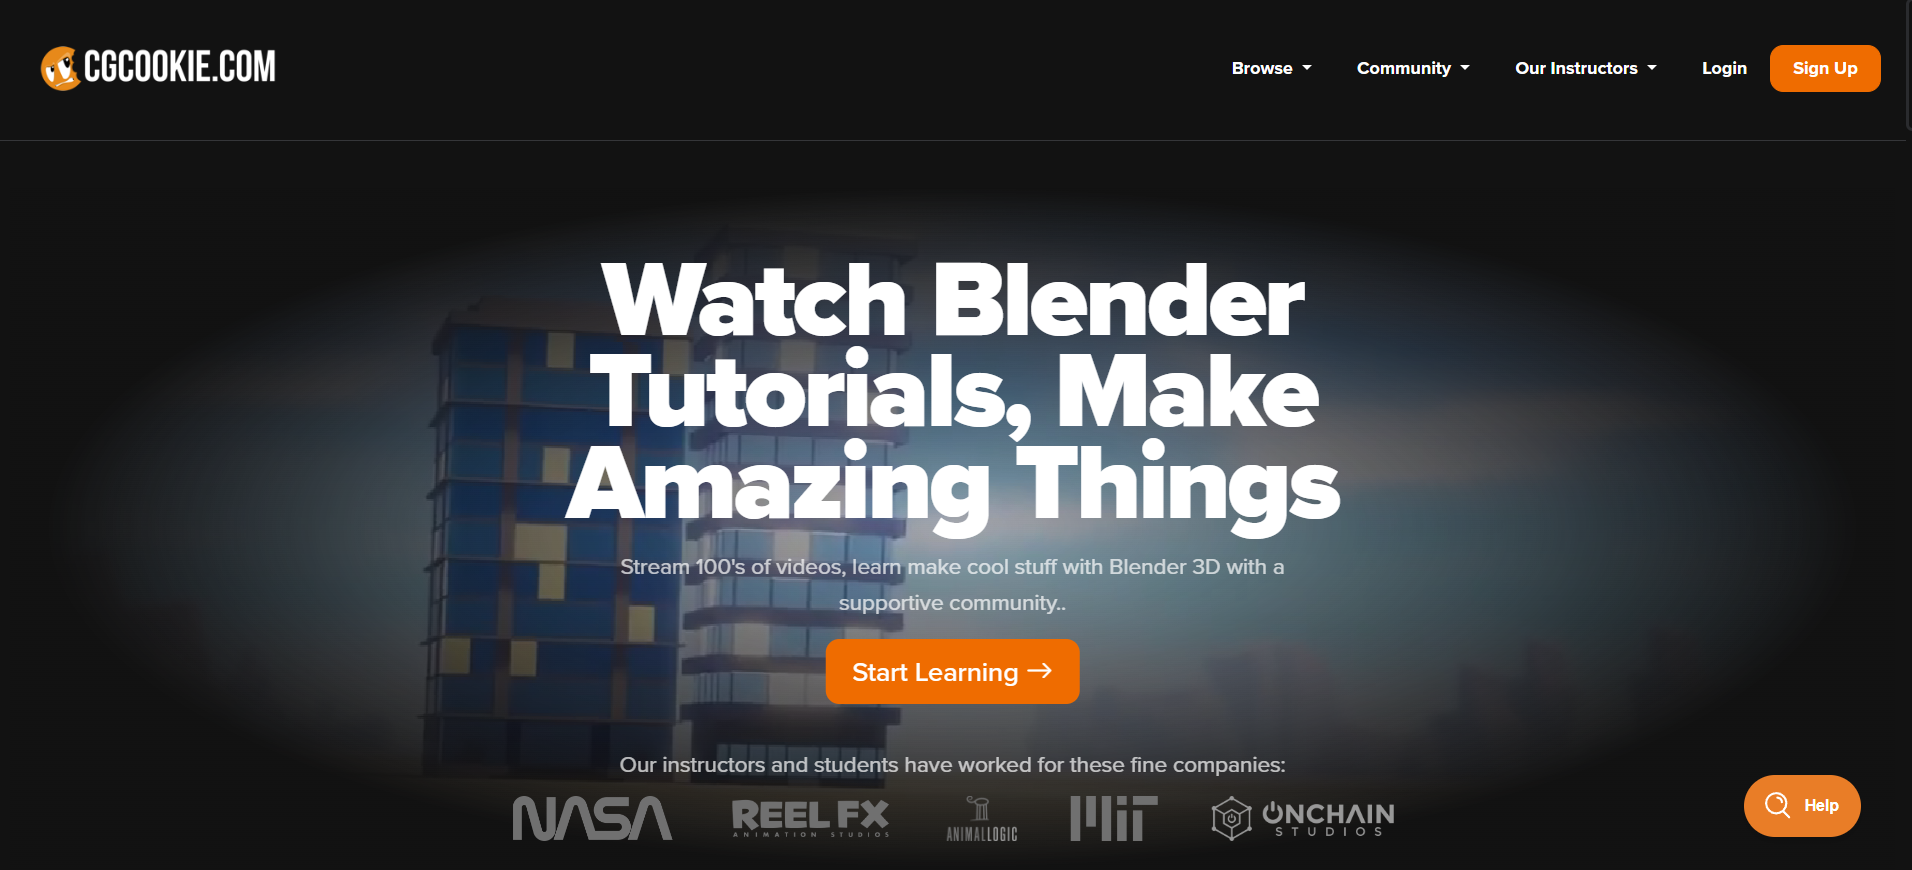 CGCOOKIE.COM
Browse
Community
Our Instructors
Login
Sign Up
Watch Blender
Tutorials, Make
Amazing Things
Stream 100's of videos, learn make cool stuff with Blender 3D with a
supportive community..
Start Learning →
Our instructors and students have worked for these fine companies:
NASA
REEL FX
ANIMATION STUDIOS
ANIMALLOGIC
MIT
ONCHAIN
STUDIOS
Help